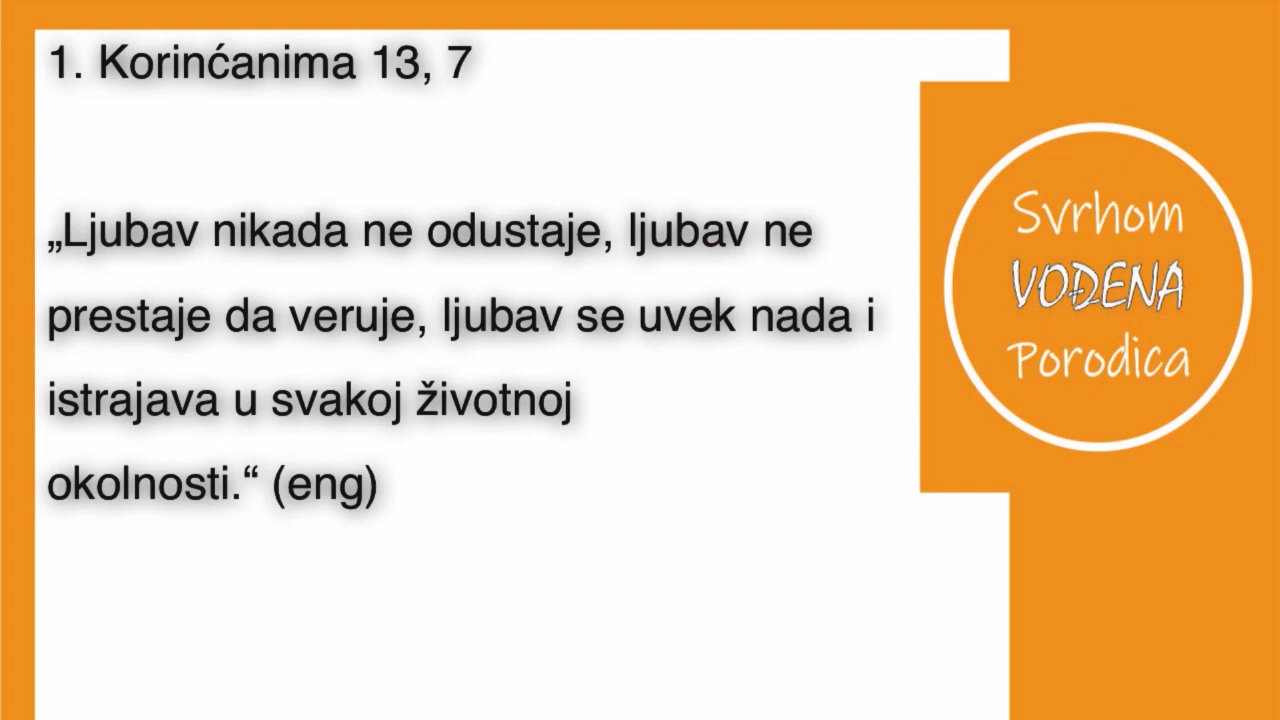 1. Korinćanima 13, 7
„Ljubav nikada ne odustaje, ljubav ne
prestaje da veruje, ljubav se uvek nada i
istrajava u svakoj životnoj
okolnosti.“ (eng)
Svrhom
VOĐENA
Porodica